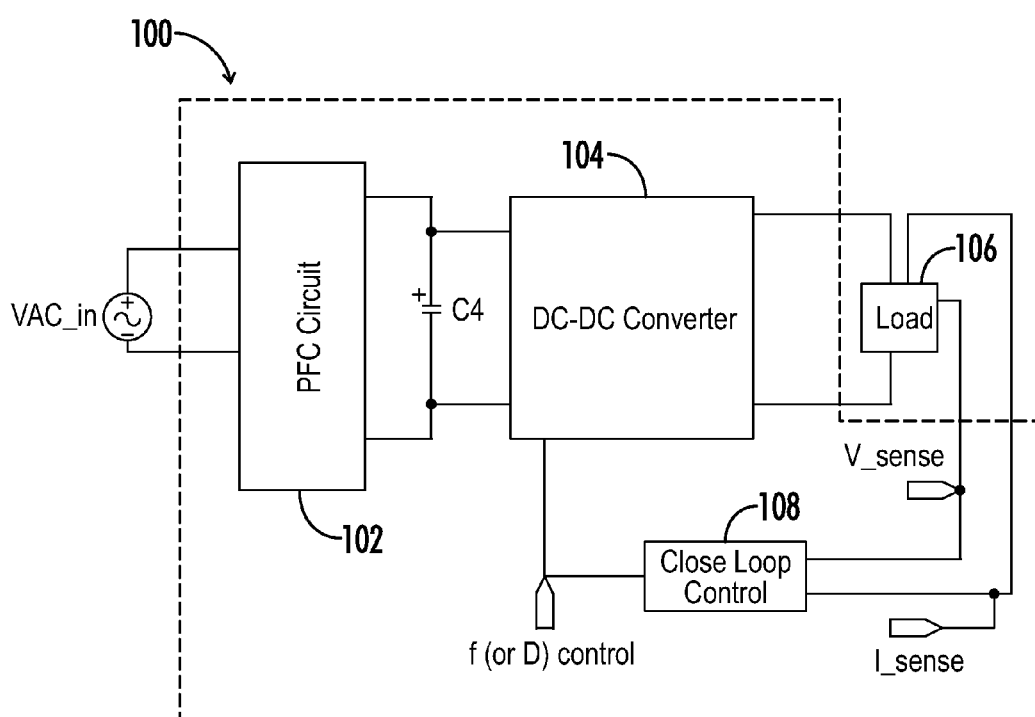 100
104
106
VAC_in
+
−
PFC Circuit
+
C4
DC-DC Converter
Load
V_sense
102
108
Close Loop
Control
f (or D) control
I_sense